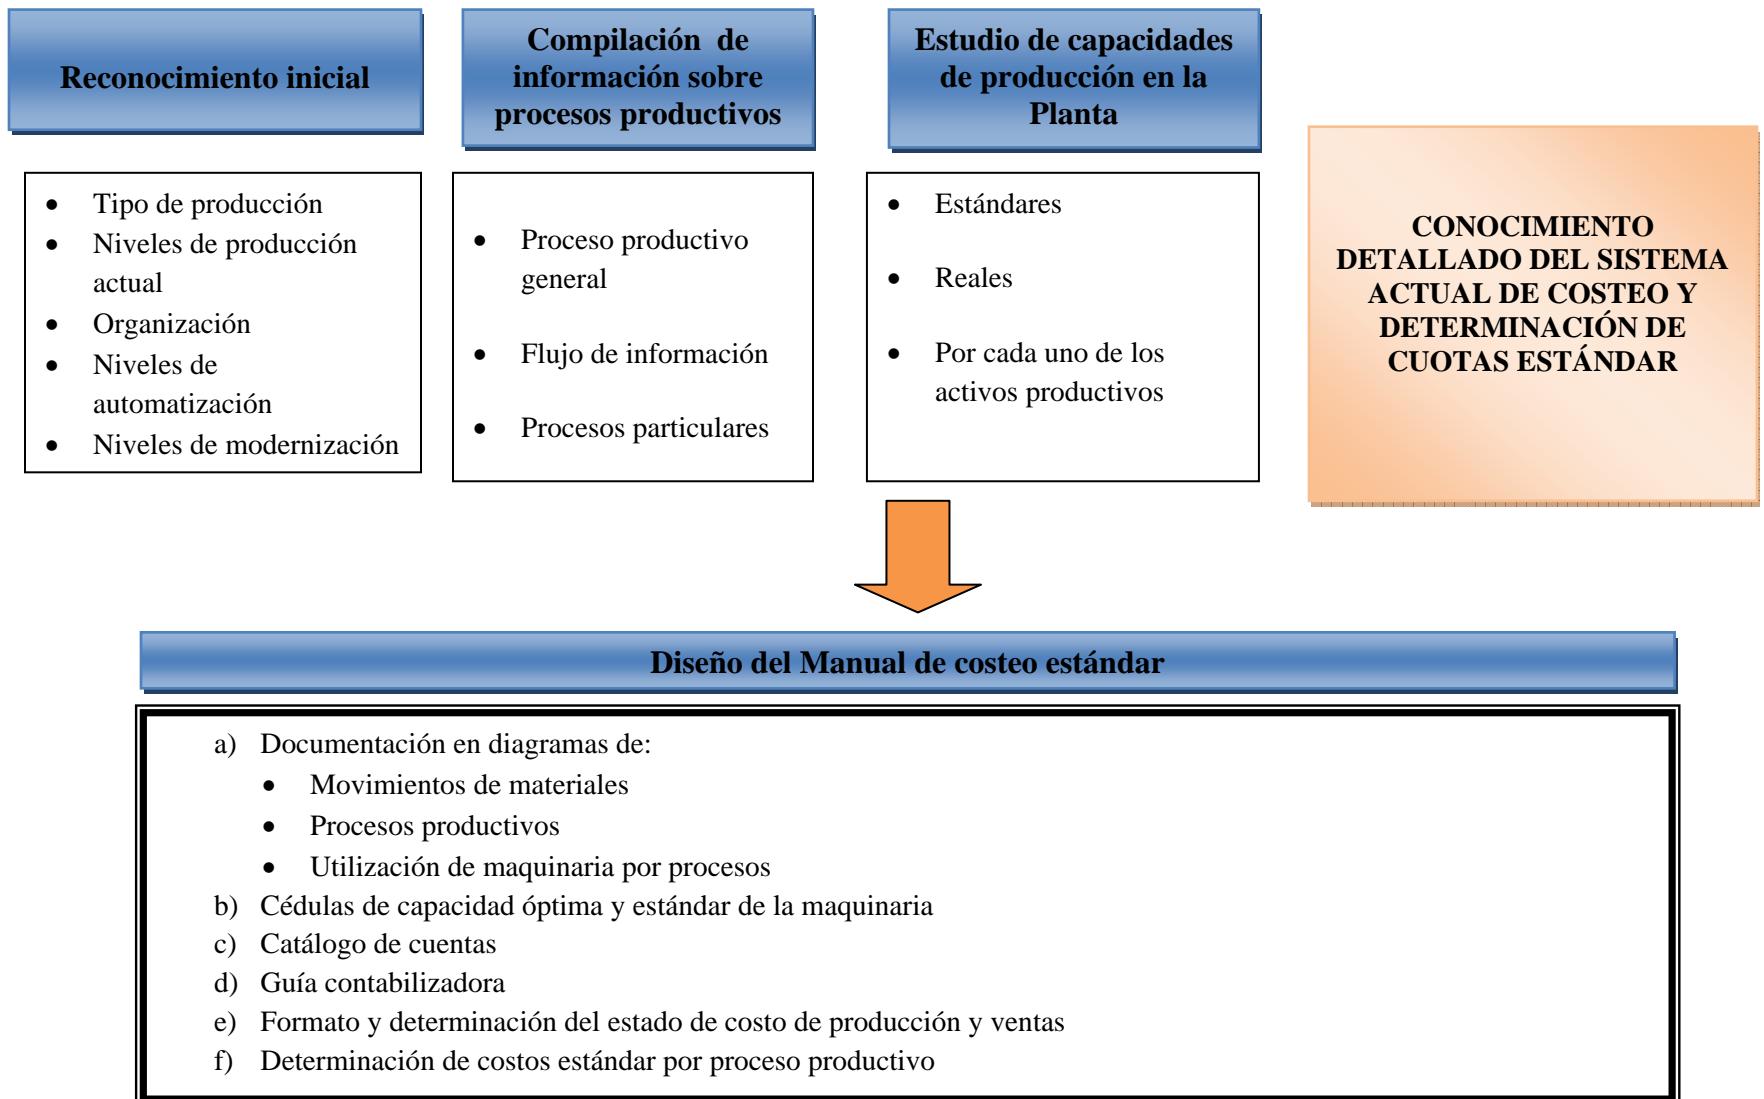 Reconocimiento inicial
• Tipo de producción
• Niveles de producción
actual
• Organización
• Niveles de
automatización
• Niveles de modernización
Compilación de
información sobre
procesos productivos
• Proceso productivo
general
• Flujo de información
• Procesos particulares
Estudio de capacidades
de producción en la
Planta
• Estándares
• Reales
• Por cada uno de los
activos productivos
CONOCIMIENTO
DETALLADO DEL SISTEMA
ACTUAL DE COSTEO Y
DETERMINACIÓN DE
CUOTAS ESTÁNDAR
Diseño del Manual de costeo estándar
a) Documentación en diagramas de:
• Movimientos de materiales
• Procesos productivos
• Utilización de maquinaria por procesos
b) Cédulas de capacidad óptima y estándar de la maquinaria
c) Catálogo de cuentas
d) Guía contabilizadora
e) Formato y determinación del estado de costo de producción y ventas
f) Determinación de costos estándar por proceso productivo